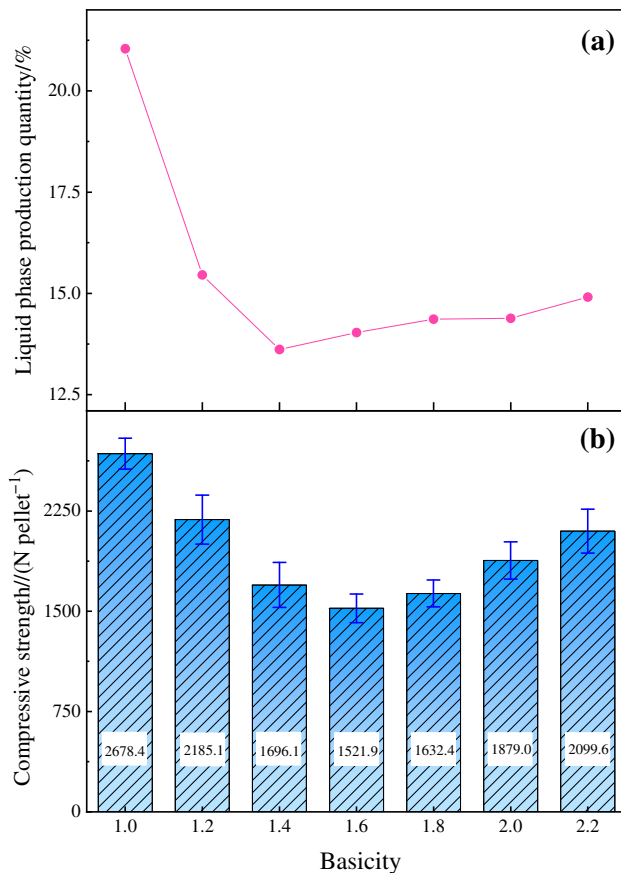 (a)
Liquid phase production quantity/%
20.0
17.5
15.0
12.5
(b)
Compressive strength//(N pellet⁻¹)
2250
1500
750
0
2678.4 2185.1 1696.1 1521.9 1632.4 1879.0 2099.6
1.0 1.2 1.4 1.6 1.8 2.0 2.2
Basicity